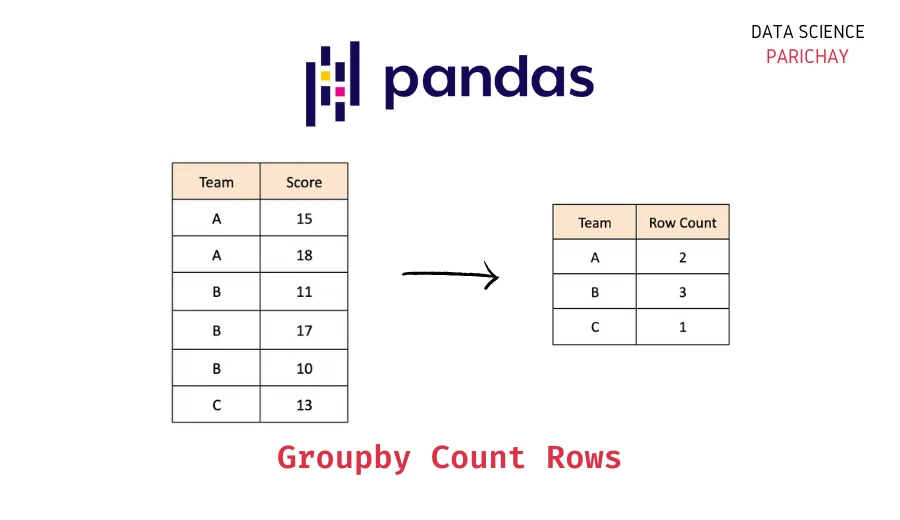 DATA SCIENCE
PARICHAY
pandas
Team Score
A 15
A 18
B 11
B 17
B 10
C 13
Team Row Count
A 2
B 3
C 1
Groupby Count Rows